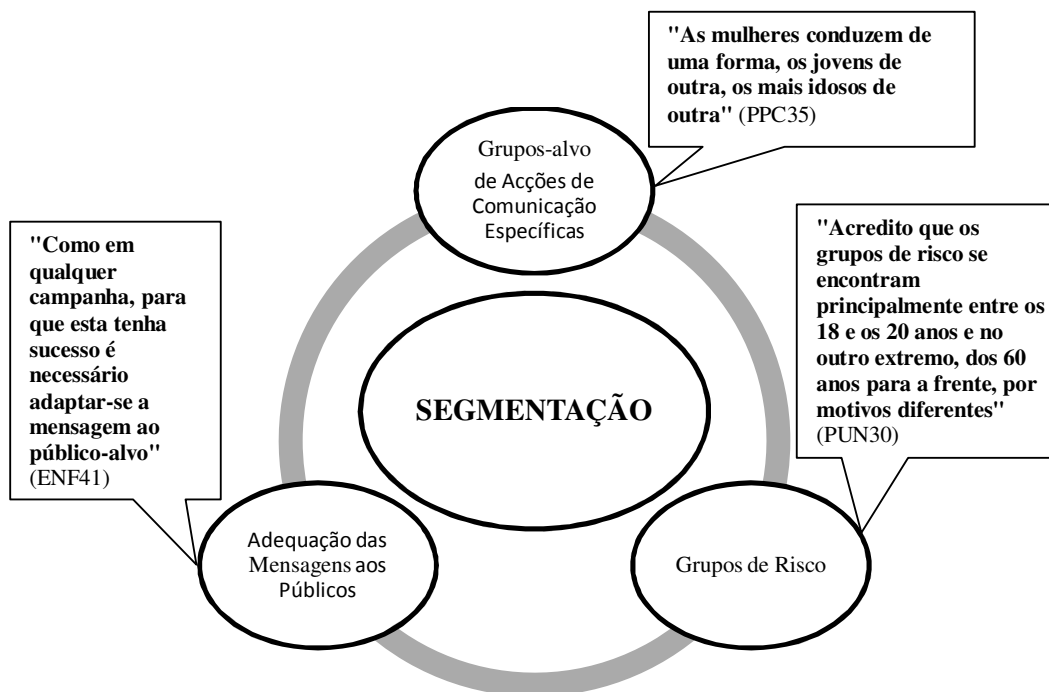 "As mulheres conduzem de
uma forma, os jovens de
outra, os mais idosos de
outra" (PPC35)
Grupos-alvo
de Acções de
Comunicação
Específicas
"Como em
qualquer
campanha, para
que esta tenha
sucesso é
necessário
adaptar-se a
mensagem ao
público-alvo"
(ENF41)
"Acredito que os
grupos de risco se
encontram
principalmente entre os
18 e os 20 anos e no
outro extremo, dos 60
anos para a frente, por
motivos diferentes"
(PUN30)
SEGMENTAÇÃO
Adequação das
Mensagens aos
Públicos
Grupos de Risco